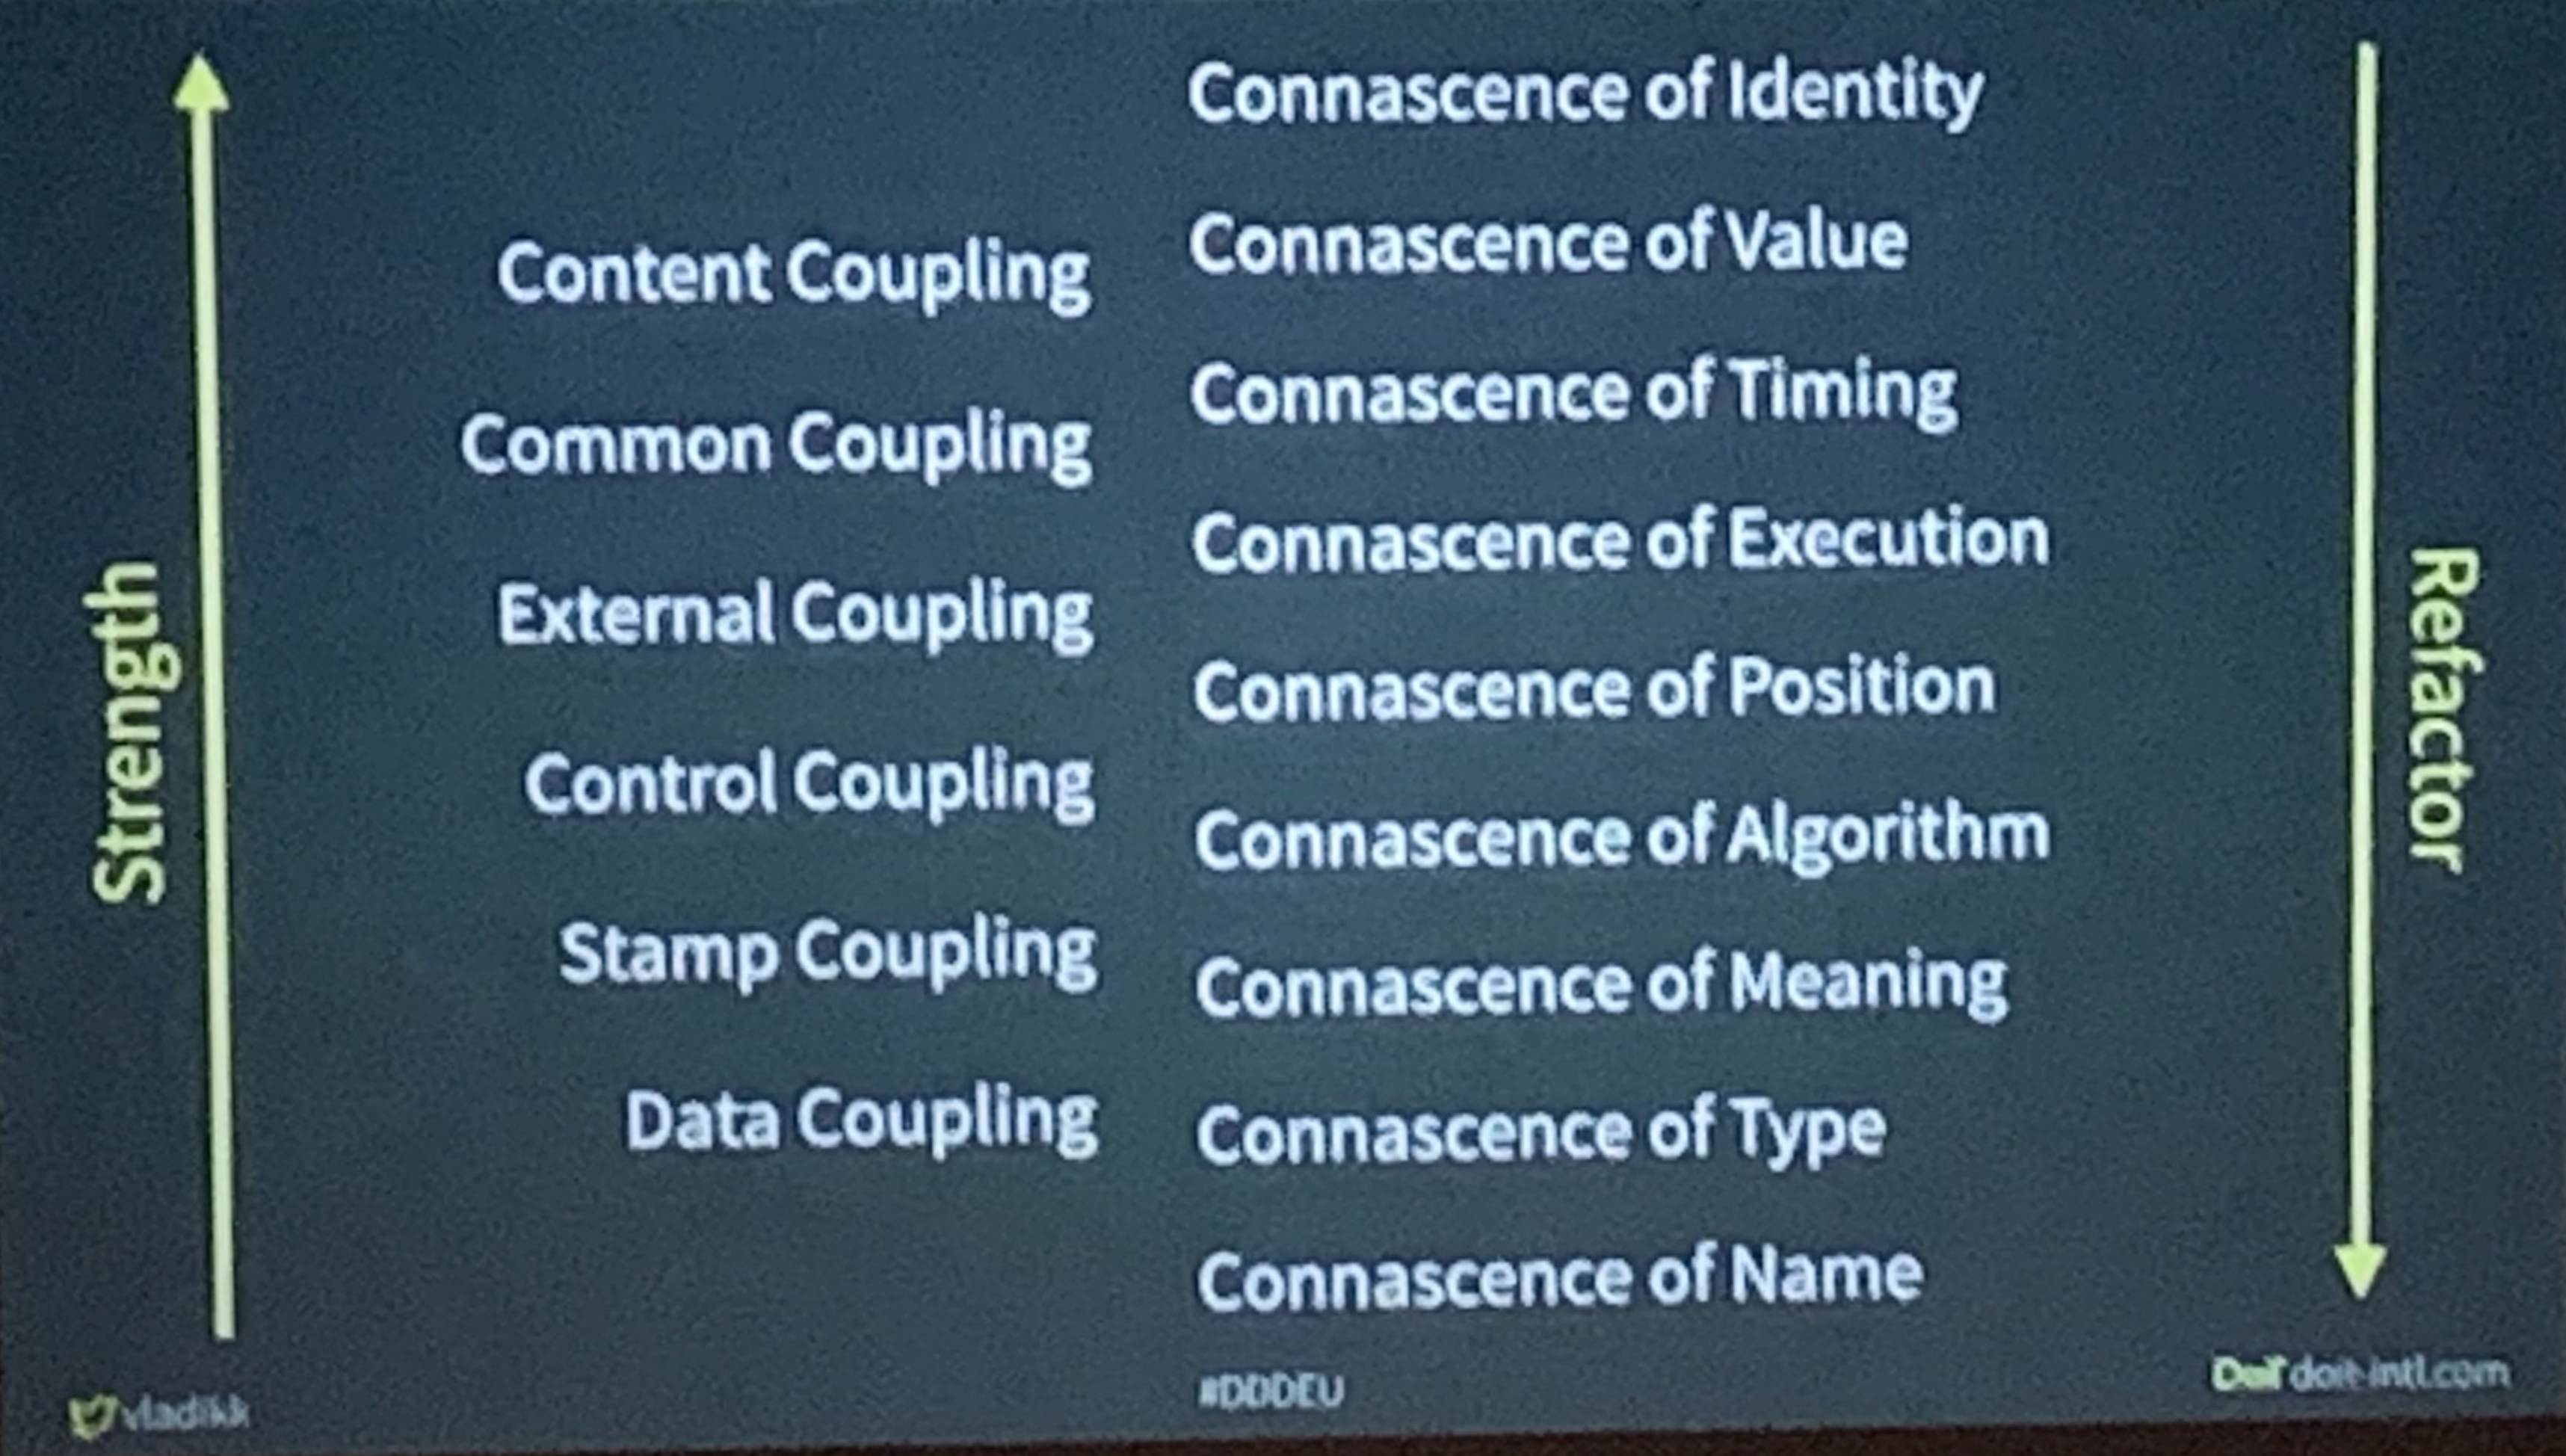 Strength
Content Coupling
Common Coupling
External Coupling
Control Coupling
Stamp Coupling
Data Coupling
Connascence of Identity
Connascence of Value
Connascence of Timing
Connascence of Execution
Connascence of Position
Connascence of Algorithm
Connascence of Meaning
Connascence of Type
Connascence of Name
Refactor
vladikk
#DDDEU
DoiT doit-intl.com